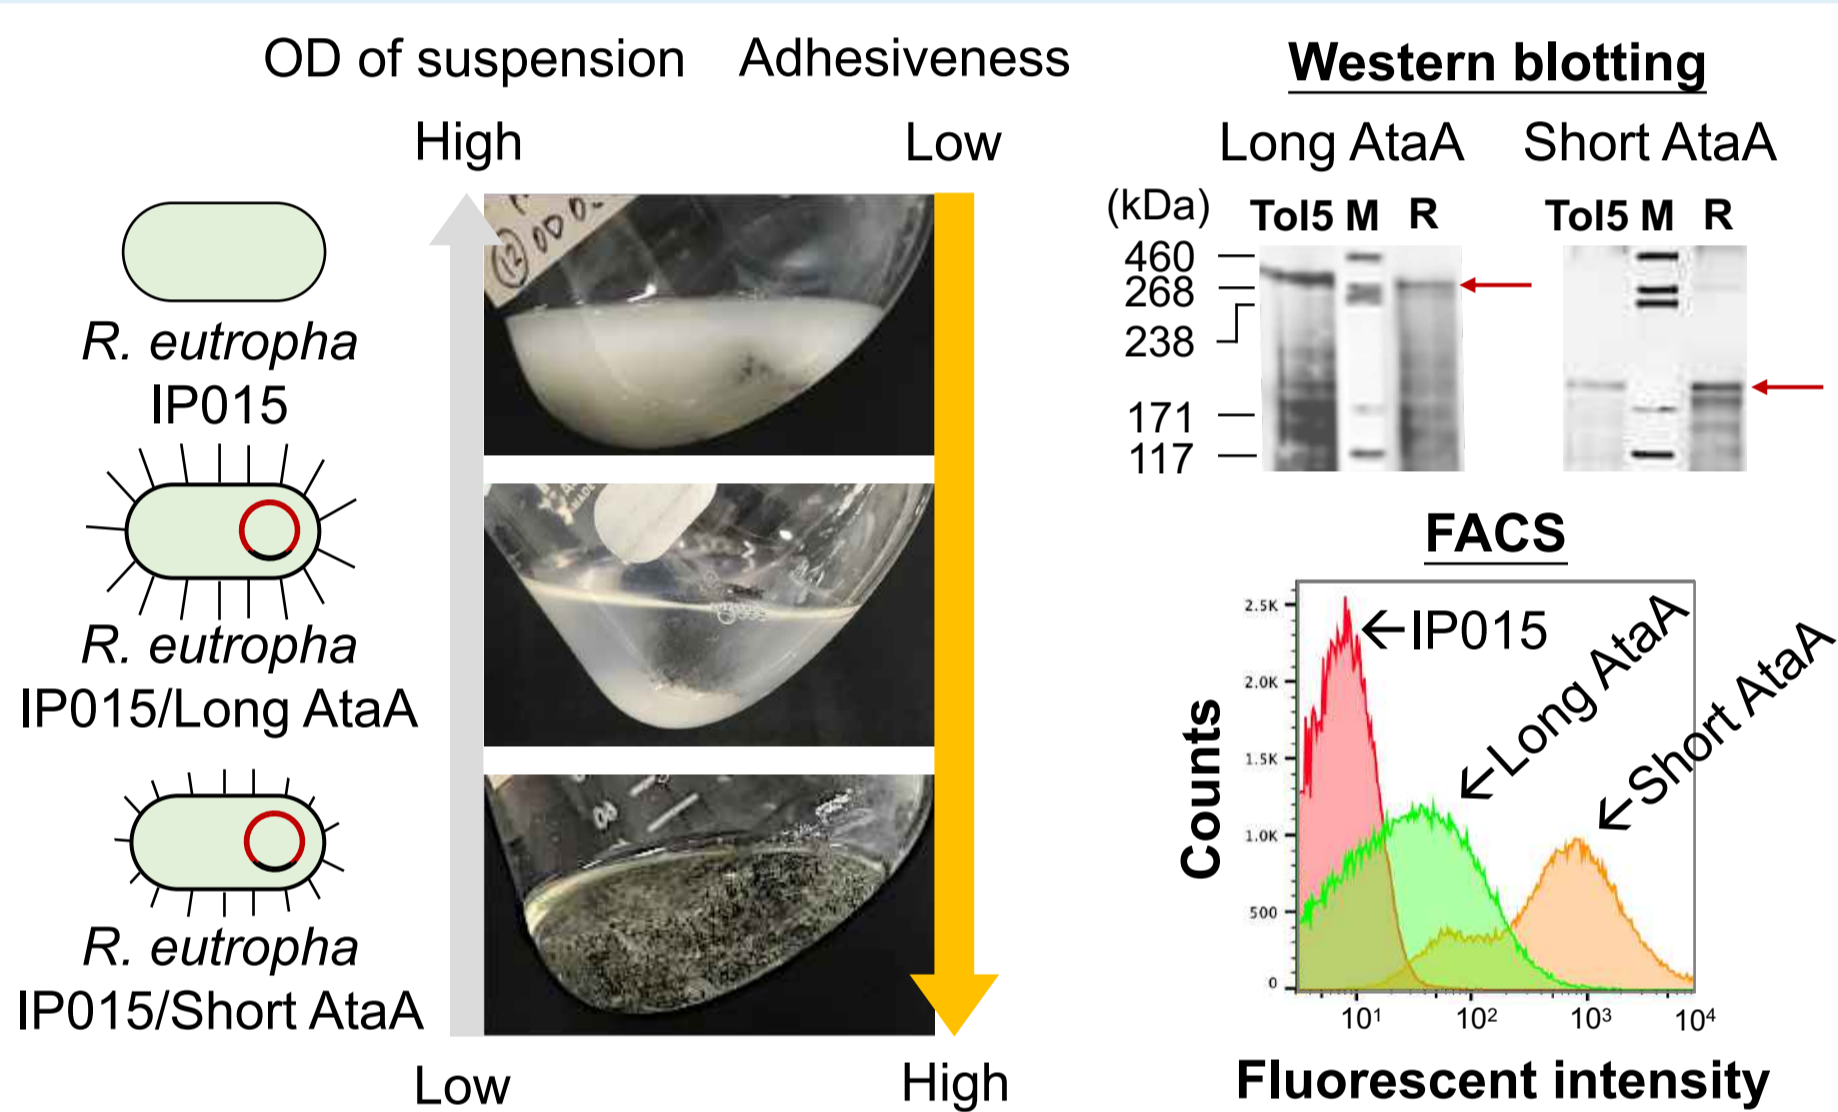 OD of suspension
Adhesiveness
High
Low
R. eutropha
IP015
R. eutropha
IP015/Long AtaA
R. eutropha
IP015/Short AtaA
Low
High
Western blotting
Long AtaA
Short AtaA
(kDa)
Tol5 M R
Tol5 M R
460
268
238
171
117
FACS
2.5K
2.0K
1.5K
1.0K
500
0
←IP015
←Long AtaA
←Short AtaA
Counts
10¹ 10² 10³ 10⁴
Fluorescent intensity